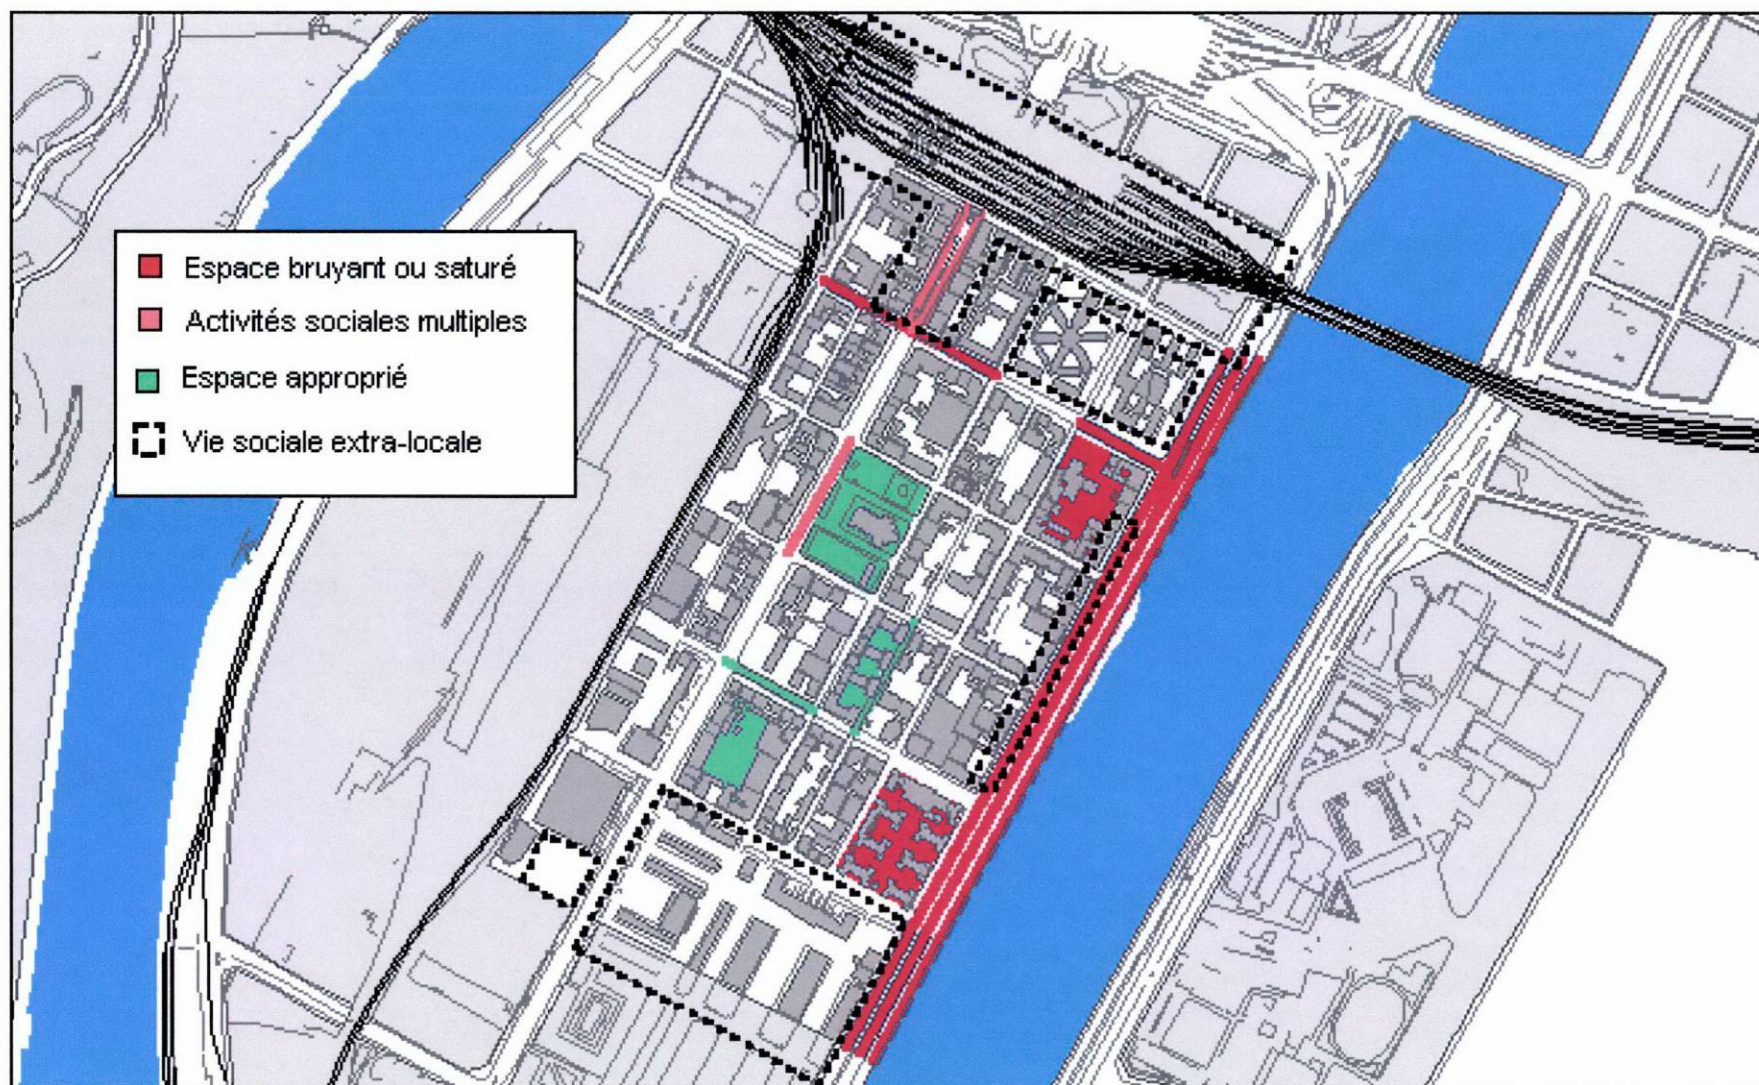 Espace bruyant ou saturé
Activités sociales multiples
Espace approprié
Vie sociale extra-locale